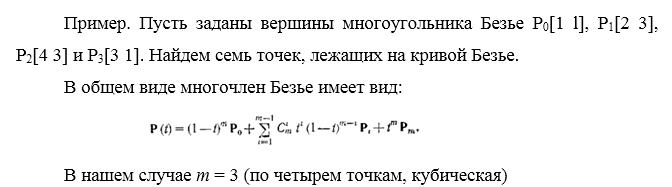 Пример. Пусть заданы вершины многоугольника Безье P₀[1 1], P₁[2 3],
P₂[4 3] и P₃[3 1]. Найдем семь точек, лежащих на кривой Безье.
В общем виде многочлен Безье имеет вид:
P (t) = (1—t)ᵐ P₀ + ∑_{i=1}^{m—1} Cₘⁱ tⁱ (1—t)ᵐ⁻ⁱ Pᵢ + tᵐ Pₘ,
В нашем случае m = 3 (по четырем точкам, кубическая)